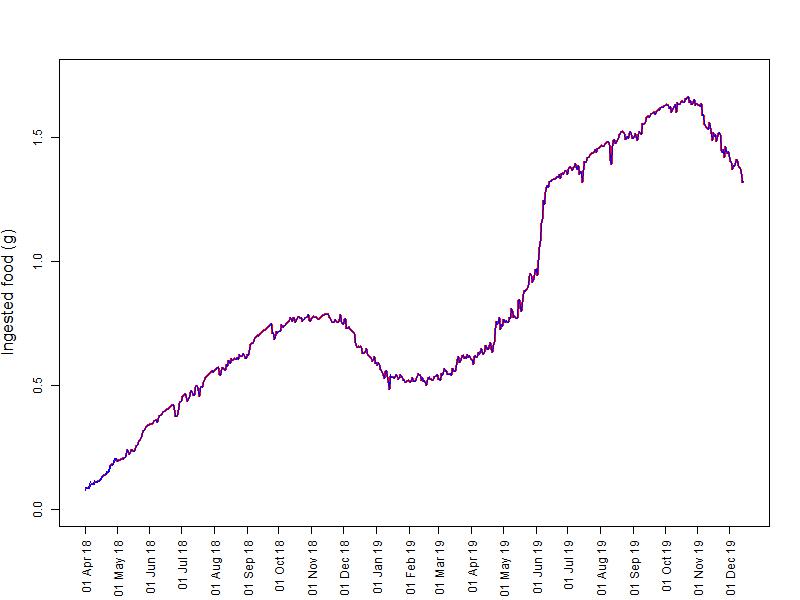 Ingested food (g)
1.5
1.0
0.5
0.0
01 Apr 18
01 May 18
01 Jun 18
01 Jul 18
01 Aug 18
01 Sep 18
01 Oct 18
01 Nov 18
01 Dec 18
01 Jan 19
01 Feb 19
01 Mar 19
01 Apr 19
01 May 19
01 Jun 19
01 Jul 19
01 Aug 19
01 Sep 19
01 Oct 19
01 Nov 19
01 Dec 19